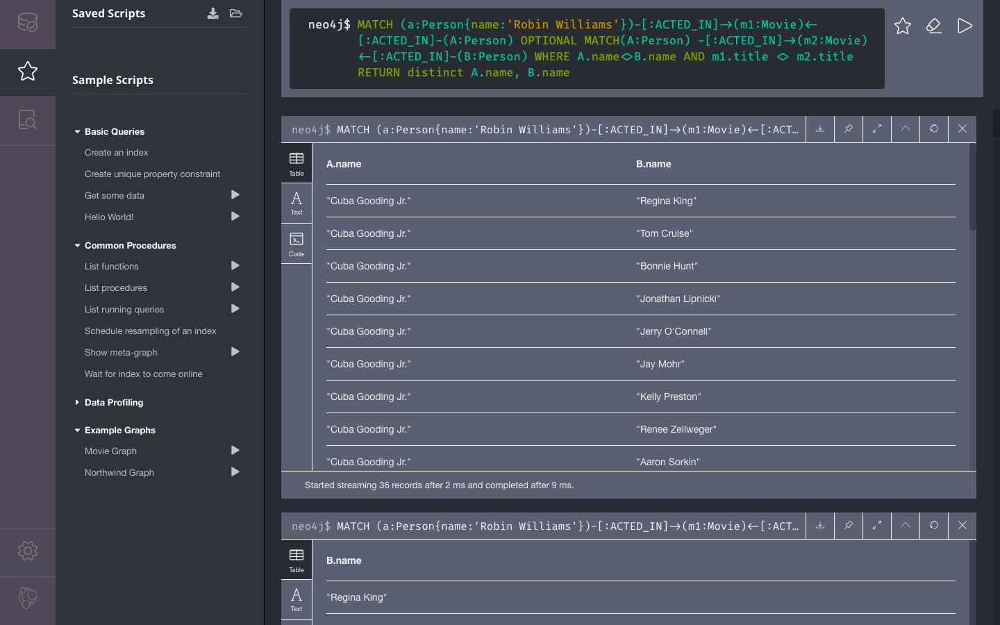 Saved Scripts
Sample Scripts
Basic Queries
Create an index
Create unique property constraint
Get some data
Hello World!
Common Procedures
List functions
List procedures
List running queries
Schedule resampling of an index
Show meta-graph
Wait for index to come online
Data Profiling
Example Graphs
Movie Graph
Northwind Graph
neo4j$ MATCH (a:Person{name:'Robin Williams'})-[:ACTED_IN]->(m1:Movie)<-
[:ACTED_IN]-(A:Person) OPTIONAL MATCH(A:Person) -[:ACTED_IN]->(m2:Movie)
<-[:ACTED_IN]-(B:Person) WHERE A.name<>B.name AND m1.title <> m2.title
RETURN distinct A.name, B.name
neo4j$ MATCH (a:Person{name:'Robin Williams'})-[:ACTED_IN]->(m1:Movie)<-[:ACT…
Table
Text
Code
A.name B.name
"Cuba Gooding Jr." "Regina King"
"Cuba Gooding Jr." "Tom Cruise"
"Cuba Gooding Jr." "Bonnie Hunt"
"Cuba Gooding Jr." "Jonathan Lipnicki"
"Cuba Gooding Jr." "Jerry O'Connell"
"Cuba Gooding Jr." "Jay Mohr"
"Cuba Gooding Jr." "Kelly Preston"
"Cuba Gooding Jr." "Renee Zellweger"
"Cuba Gooding Jr." "Aaron Sorkin"
Started streaming 36 records after 2 ms and completed after 9 ms.
neo4j$ MATCH (a:Person{name:'Robin Williams'})-[:ACTED_IN]->(m1:Movie)<-[:ACT…
Table
Text
B.name
"Regina King"